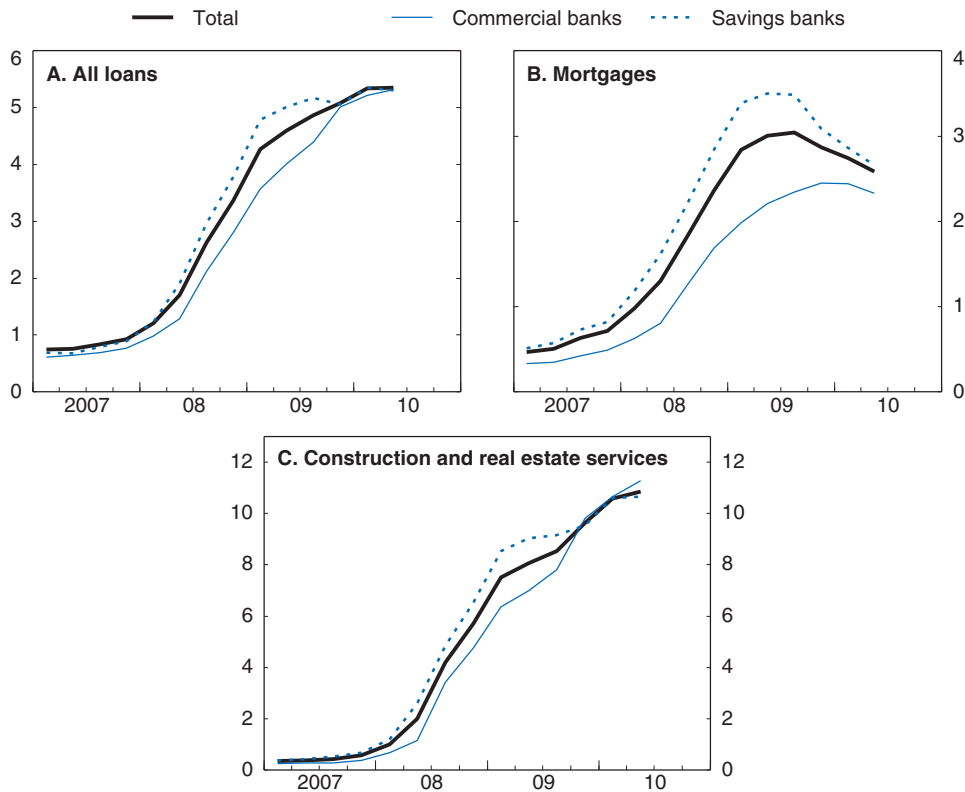 Total Commercial banks Savings banks
A. All loans
6
5
4
3
2
1
0
2007 08 09 10
B. Mortgages
4
3
2
1
0
2007 08 09 10
C. Construction and real estate services
12 12
10 10
8 8
6 6
4 4
2 2
0 0
2007 08 09 10